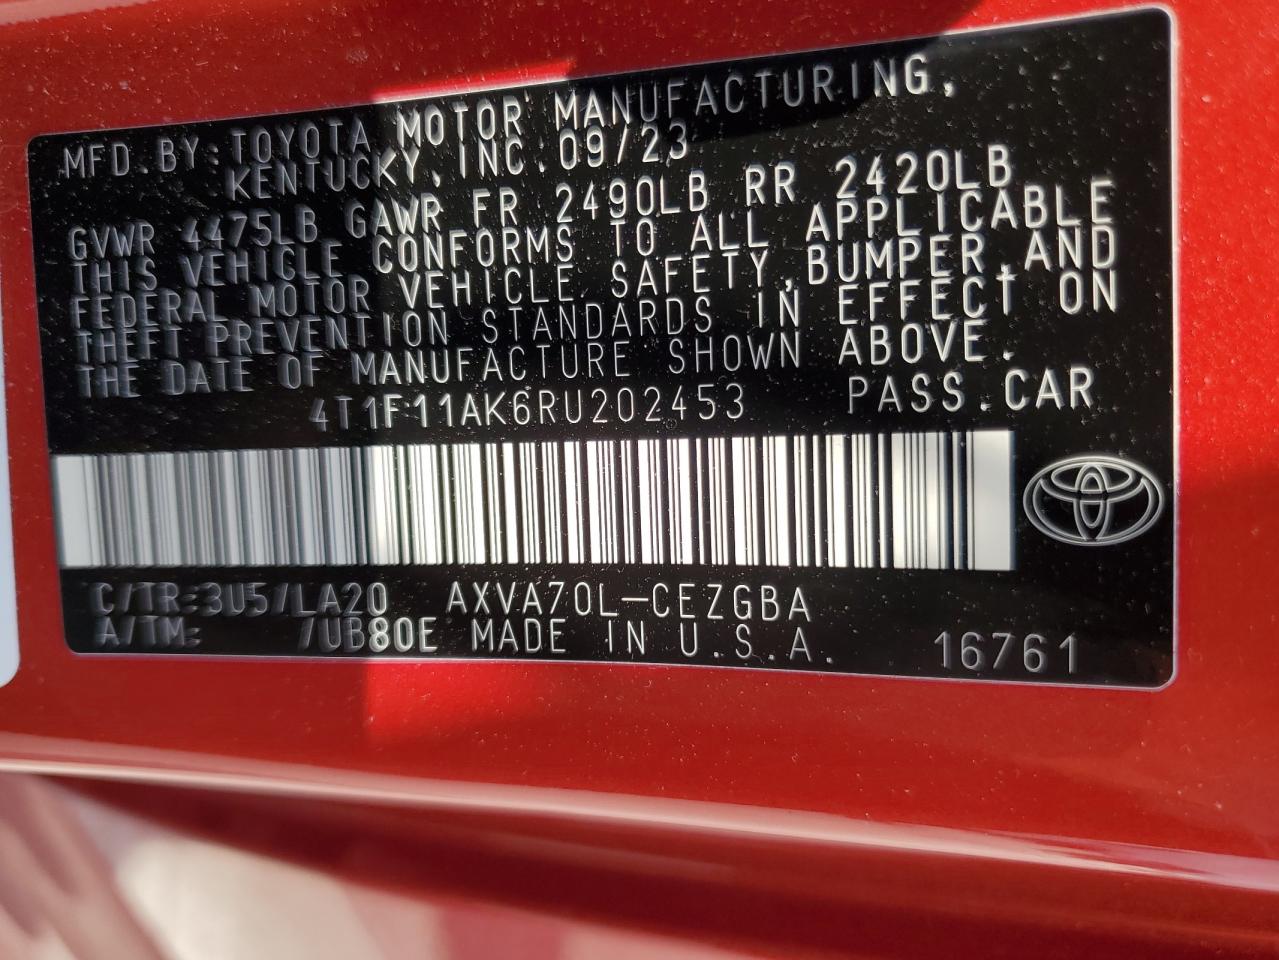 MFD.BY:TOYOTA MOTOR MANUFACTURING,
KENTUCKY,INC.09/23
GVWR 4475LB GAWR FR 2490LB RR 2420LB
THIS VEHICLE CONFORMS TO ALL APPLICABLE
FEDERAL MOTOR VEHICLE SAFETY,BUMPER,AND
THEFT PREVENTION STANDARDS IN EFFECT ON
THE DATE OF MANUFACTURE SHOWN ABOVE.
4T1F11AK6RU202453 PASS.CAR
C/TR:3U5/LA20 AXVA70L-CEZGBA
A/TM: /UB80E MADE IN U.S.A. 16761